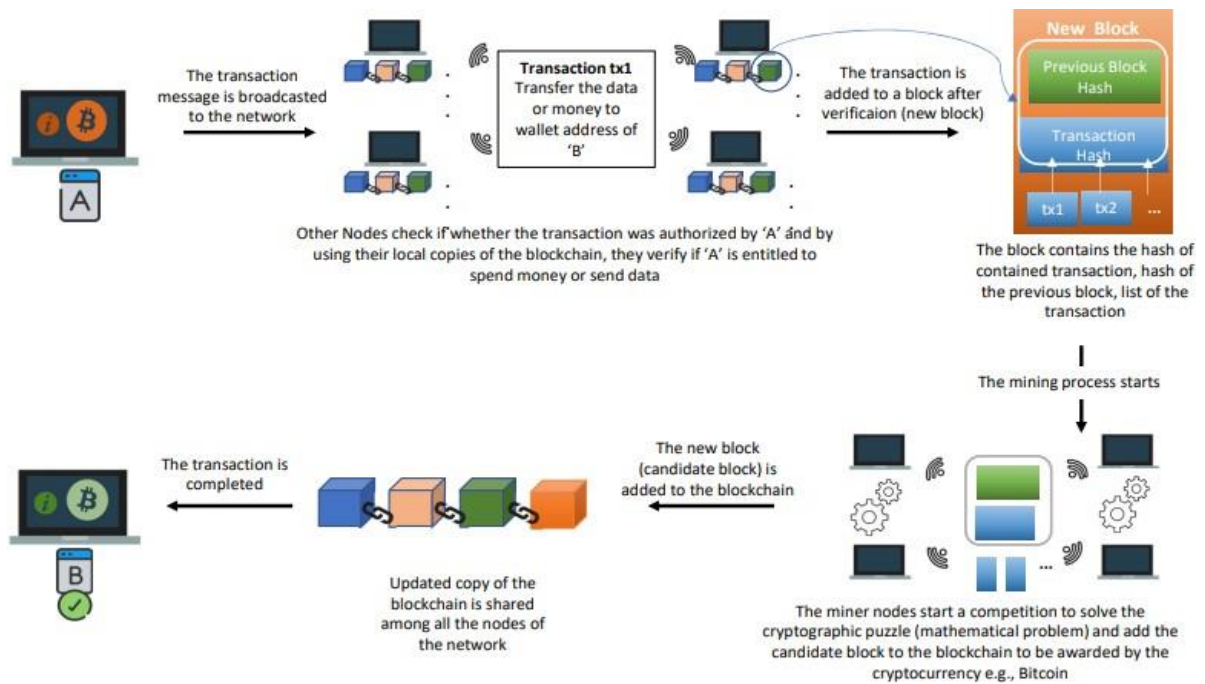 The transaction
message is broadcasted
to the network
A
Transaction tx1
Transfer the data
or money to
wallet address of
‘B’
Other Nodes check if whether the transaction was authorized by ‘A’ and by
using their local copies of the blockchain, they verify if ‘A’ is entitled to
spend money or send data
The transaction is
added to a block after
verificaion (new block)
New Block
Previous Block
Hash
Transaction
Hash
tx1 tx2 ...
The block contains the hash of
contained transaction, hash of
the previous block, list of the
transaction
The mining process starts
...
The miner nodes start a competition to solve the
cryptographic puzzle (mathematical problem) and add the
candidate block to the blockchain to be awarded by the
cryptocurrency e.g., Bitcoin
The new block
(candidate block) is
added to the blockchain
Updated copy of the
blockchain is shared
among all the nodes of
the network
The transaction is
completed
B